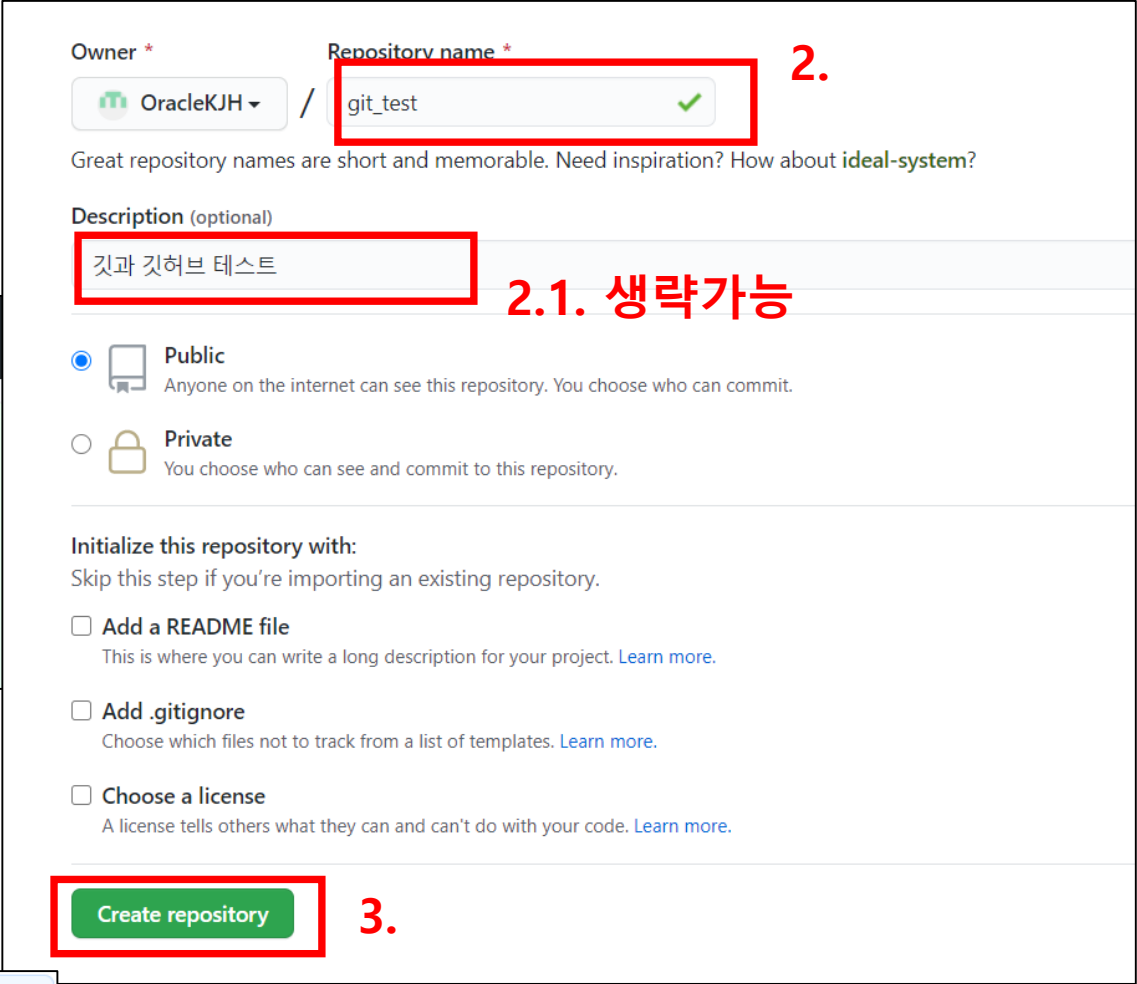 Owner * Repository name *
2.
OracleKJH / git_test
Great repository names are short and memorable. Need inspiration? How about ideal-system?
Description (optional)
깃과 깃허브 테스트
2.1. 생략가능
Public
Anyone on the internet can see this repository. You choose who can commit.
Private
You choose who can see and commit to this repository.
Initialize this repository with:
Skip this step if you're importing an existing repository.
Add a README file
This is where you can write a long description for your project. Learn more.
Add .gitignore
Choose which files not to track from a list of templates. Learn more.
Choose a license
A license tells others what they can and can't do with your code. Learn more.
Create repository
3.